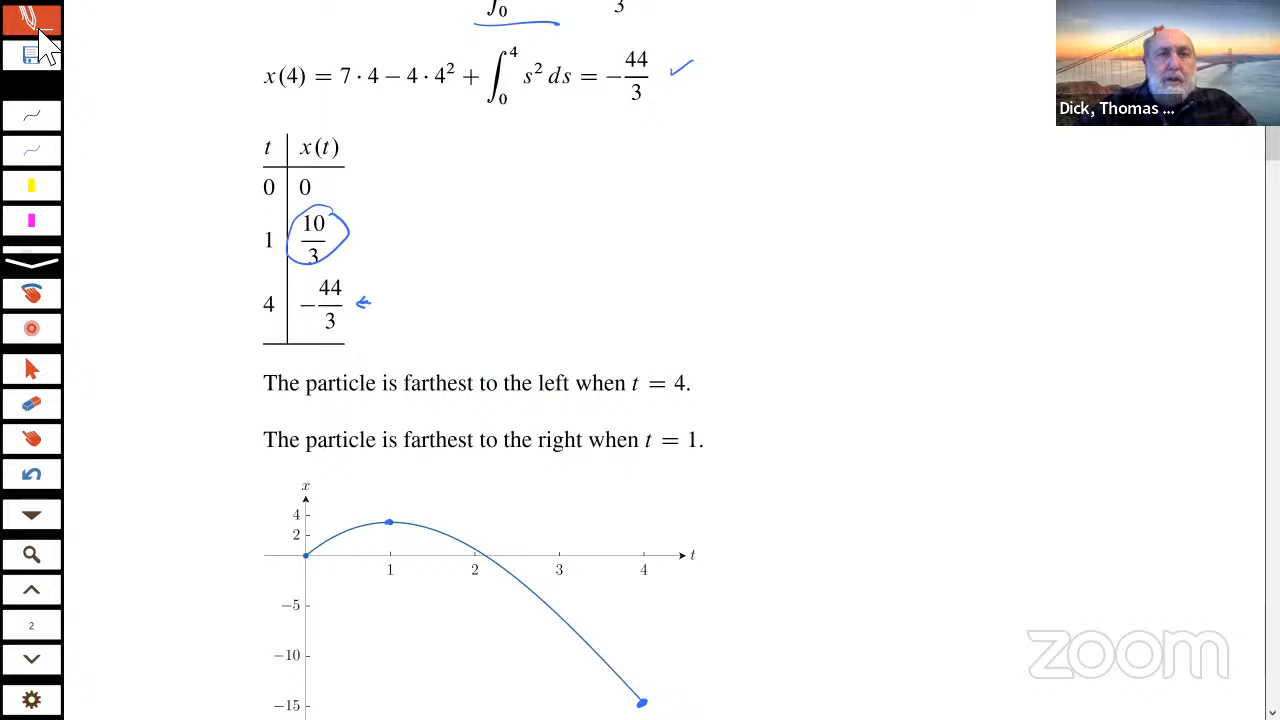 ∫₀ 3
x(4) = 7 · 4 − 4 · 4² + ∫₀⁴ s² ds = −44/3 ✓
t x(t)
0 0
1 10/3
4 −44/3 ←
The particle is farthest to the left when t = 4.
The particle is farthest to the right when t = 1.
x
4
2
1 2 3 4 t
−5
−10
−15
Dick, Thomas ...
2
zoom